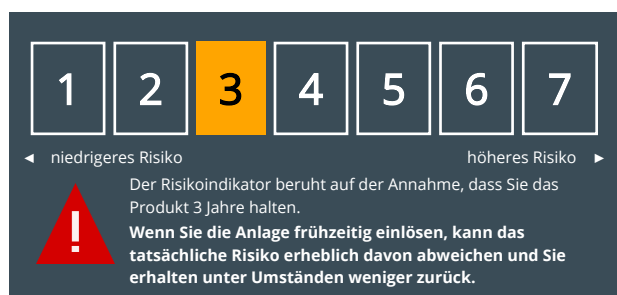 1 2 3 4 5 6 7
◄ niedrigeres Risiko höheres Risiko ►
Der Risikoindikator beruht auf der Annahme, dass Sie das
Produkt 3 Jahre halten.
Wenn Sie die Anlage frühzeitig einlösen, kann das
tatsächliche Risiko erheblich davon abweichen und Sie
erhalten unter Umständen weniger zurück.
!